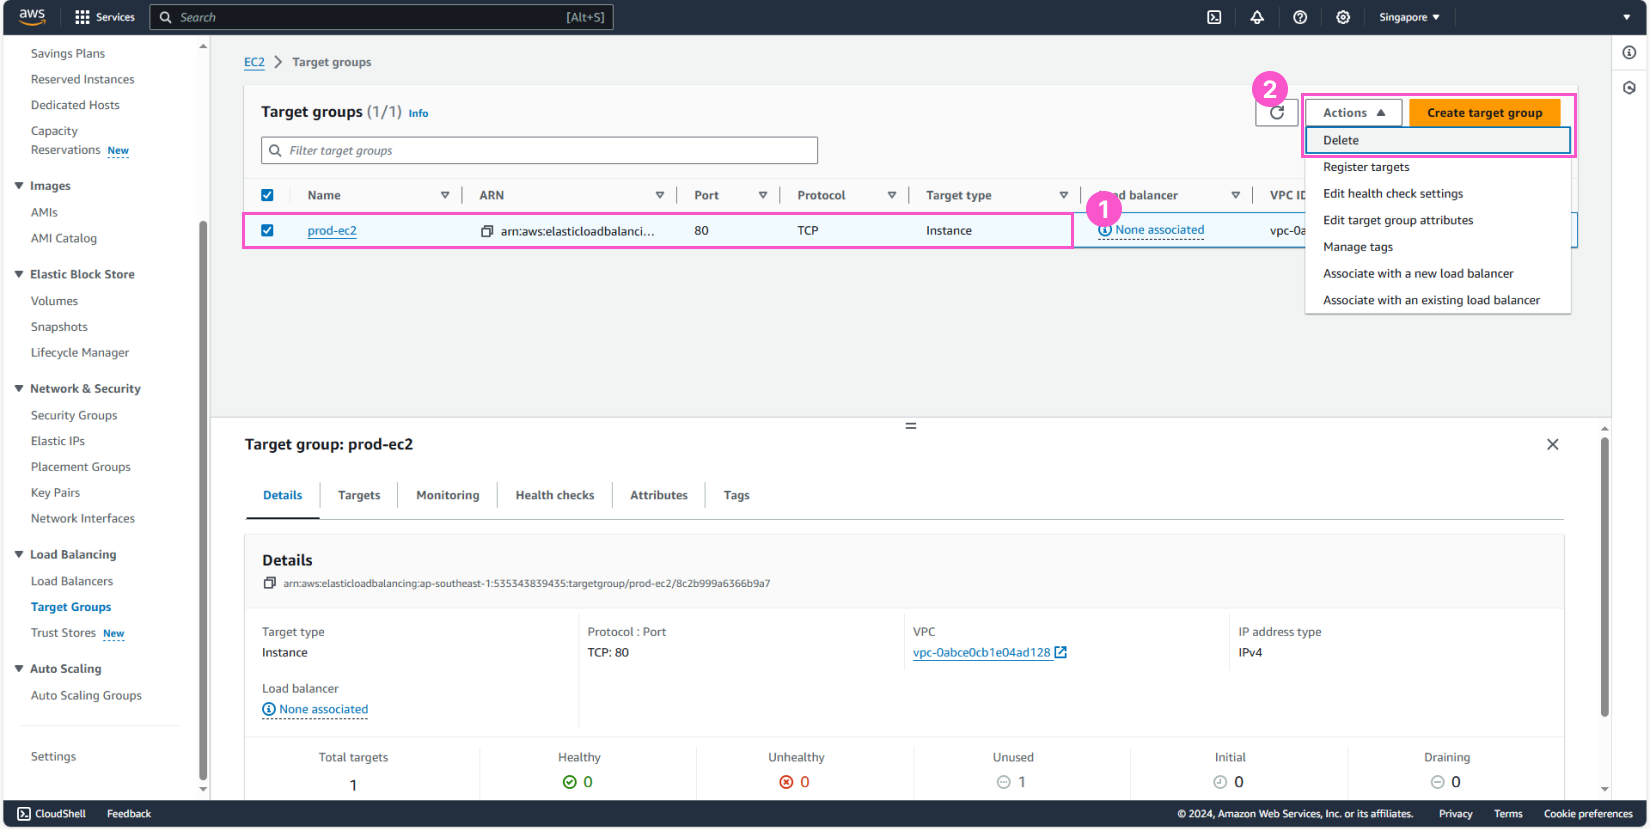 aws
Services
Search
[Alt+S]
Singapore
Savings Plans
Reserved Instances
Dedicated Hosts
Capacity
Reservations New
Images
AMIs
AMI Catalog
Elastic Block Store
Volumes
Snapshots
Lifecycle Manager
Network & Security
Security Groups
Elastic IPs
Placement Groups
Key Pairs
Network Interfaces
Load Balancing
Load Balancers
Target Groups
Trust Stores New
Auto Scaling
Auto Scaling Groups
Settings
EC2 > Target groups
Target groups (1/1) Info
2
Actions
Create target group
Filter target groups
Delete
Register targets
Edit health check settings
Edit target group attributes
Manage tags
Associate with a new load balancer
Associate with an existing load balancer
Name ARN Port Protocol Target type balancer VPC ID
1
prod-ec2 arn:aws:elasticloadbalanci... 80 TCP Instance None associated vpc-0a
Target group: prod-ec2
Details Targets Monitoring Health checks Attributes Tags
Details
arn:aws:elasticloadbalancing:ap-southeast-1:535343839435:targetgroup/prod-ec2/8c2b999a6366b9a7
Target type
Instance
Protocol : Port
TCP: 80
VPC
vpc-0abce0cb1e04ad128
IP address type
IPv4
Load balancer
None associated
Total targets
1
Healthy
0
Unhealthy
0
Unused
1
Initial
0
Draining
0
CloudShell Feedback © 2024, Amazon Web Services, Inc. or its affiliates. Privacy Terms Cookie preferences